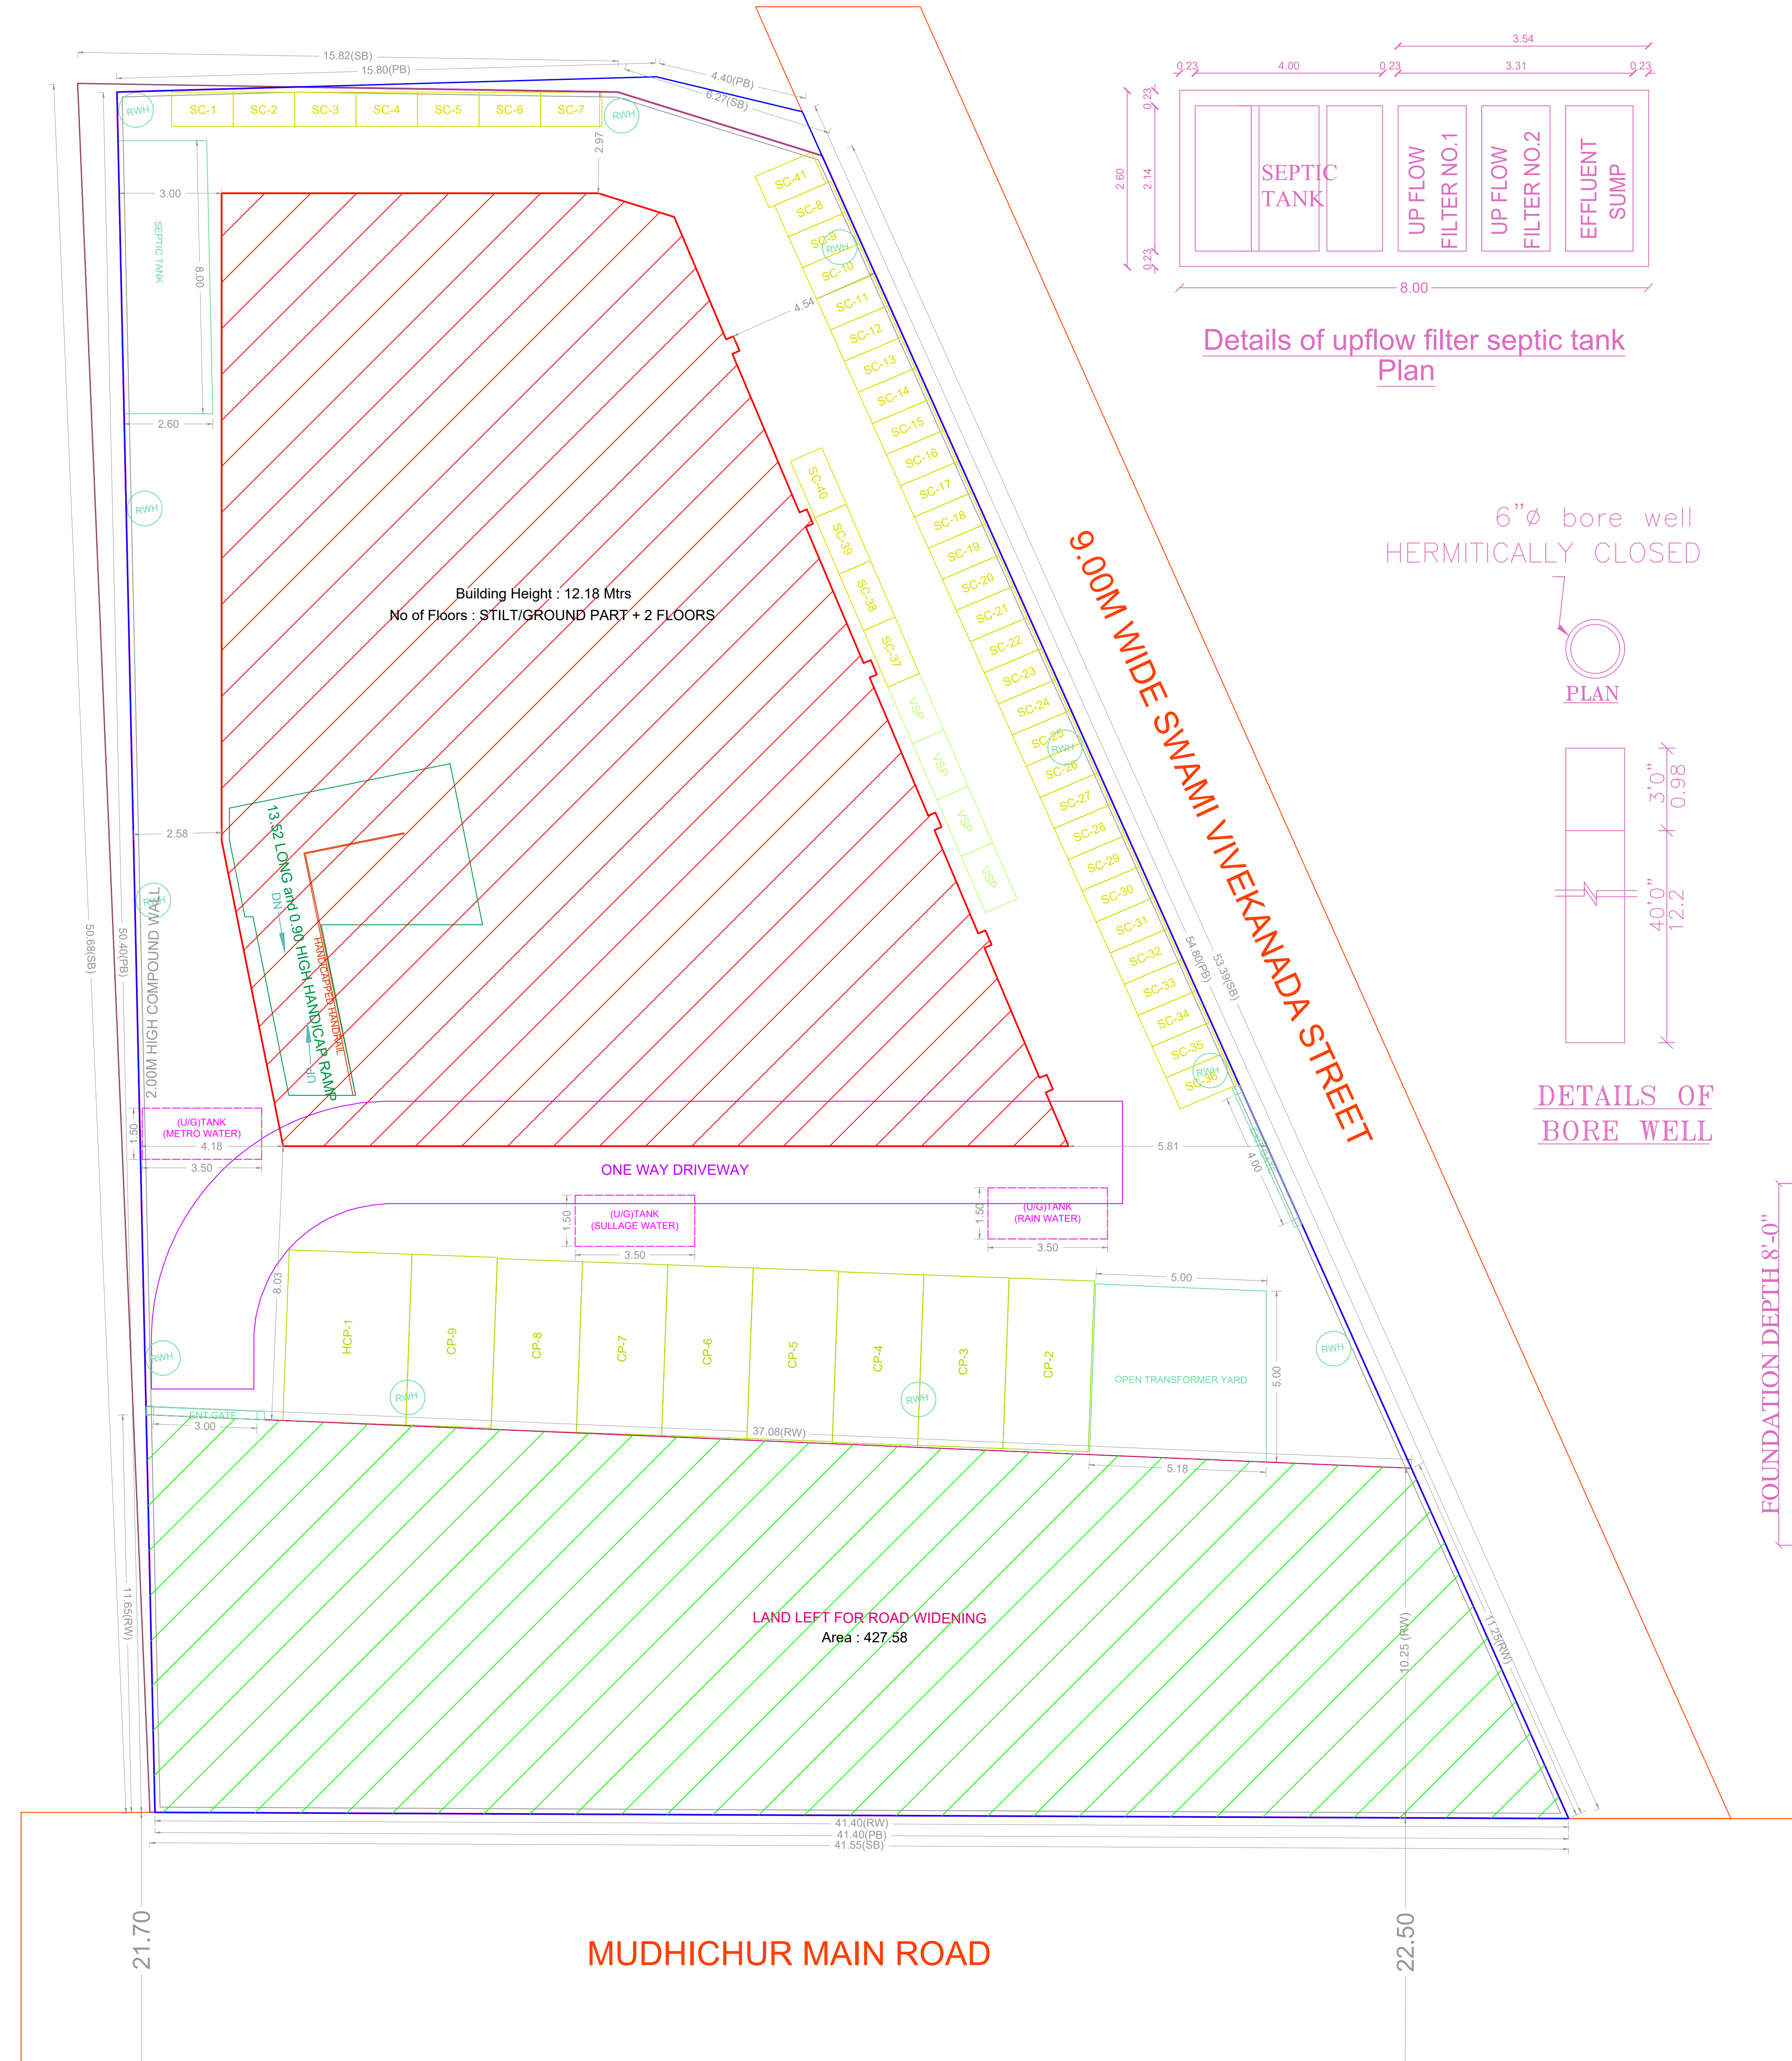 15.82(SB)
15.80(PB)
4.40(PB)
6.27(SB)
RWH
SC-1
SC-2
SC-3
SC-4
SC-5
SC-6
SC-7
RWH
2.97
3.00
SEPTIC TANK
8.00
2.60
RWH
SC-41
SC-8
SC-9
RWH
SC-10
SC-11
4.54
SC-12
SC-13
SC-14
SC-15
SC-16
SC-17
SC-18
SC-19
SC-20
SC-21
SC-22
SC-23
SC-24
SC-25
RWH
SC-26
SC-27
SC-28
SC-29
SC-30
SC-31
SC-32
SC-33
SC-34
SC-35
RWH
SC-36
SC-40
SC-39
SC-38
SC-37
VSP
VSP
VSP
VSP
Building Height : 12.18 Mtrs
No of Floors : STILT/GROUND PART + 2 FLOORS
2.58
RWH
50.68(SB)
50.40(PB)
2.00M HIGH COMPOUND WALL
13.52 LONG and 0.90 HIGH HANDICAP RAMP
DN
HANDICAPPED HANDRAIL
UP
54.80(PB)
53.39(SB)
9.00M WIDE SWAMI VIVEKANADA STREET
EXIT GATE
4.00
1.50
(U/G)TANK
(METRO WATER)
4.18
3.50
5.81
ONE WAY DRIVEWAY
1.50
(U/G)TANK
(SULLAGE WATER)
3.50
1.50
(U/G)TANK
(RAIN WATER)
3.50
8.03
HCP-1
CP-9
CP-8
CP-7
CP-6
CP-5
CP-4
CP-3
CP-2
5.00
OPEN TRANSFORMER YARD
5.00
RWH
RWH
RWH
RWH
ENT GATE
3.00
37.08(RW)
5.18
11.65(RW)
LAND LEFT FOR ROAD WIDENING
Area : 427.58
10.25 (RW)
11.25(RW)
41.40(RW)
41.40(PB)
41.55(SB)
21.70
22.50
MUDHICHUR MAIN ROAD
3.54
0.23
4.00
0.23
3.31
0.23
0.23
2.60
2.14
0.23
SEPTIC
TANK
UP FLOW
FILTER NO.1
UP FLOW
FILTER NO.2
EFFLUENT
SUMP
8.00
Details of upflow filter septic tank
Plan
6"ø bore well
HERMITICALLY CLOSED
PLAN
3'0"
0.98
40'0"
12.2
DETAILS OF
BORE WELL
FOUNDATION DEPTH 8'-0"